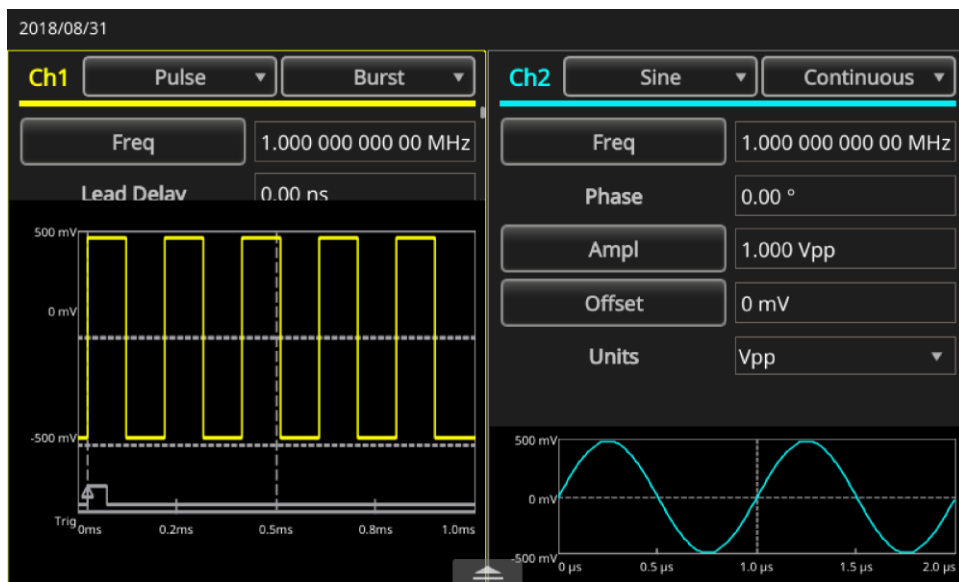 2018/08/31
Ch1 Pulse Burst
Freq 1.000 000 000 00 MHz
Lead Delay 0.00 ns
500 mV
0 mV
-500 mV
Trig 0ms 0.2ms 0.5ms 0.8ms 1.0ms
Ch2 Sine Continuous
Freq 1.000 000 000 00 MHz
Phase 0.00 °
Ampl 1.000 Vpp
Offset 0 mV
Units Vpp
500 mV
0 mV
-500 mV
0 µs 0.5 µs 1.0 µs 1.5 µs 2.0 µs